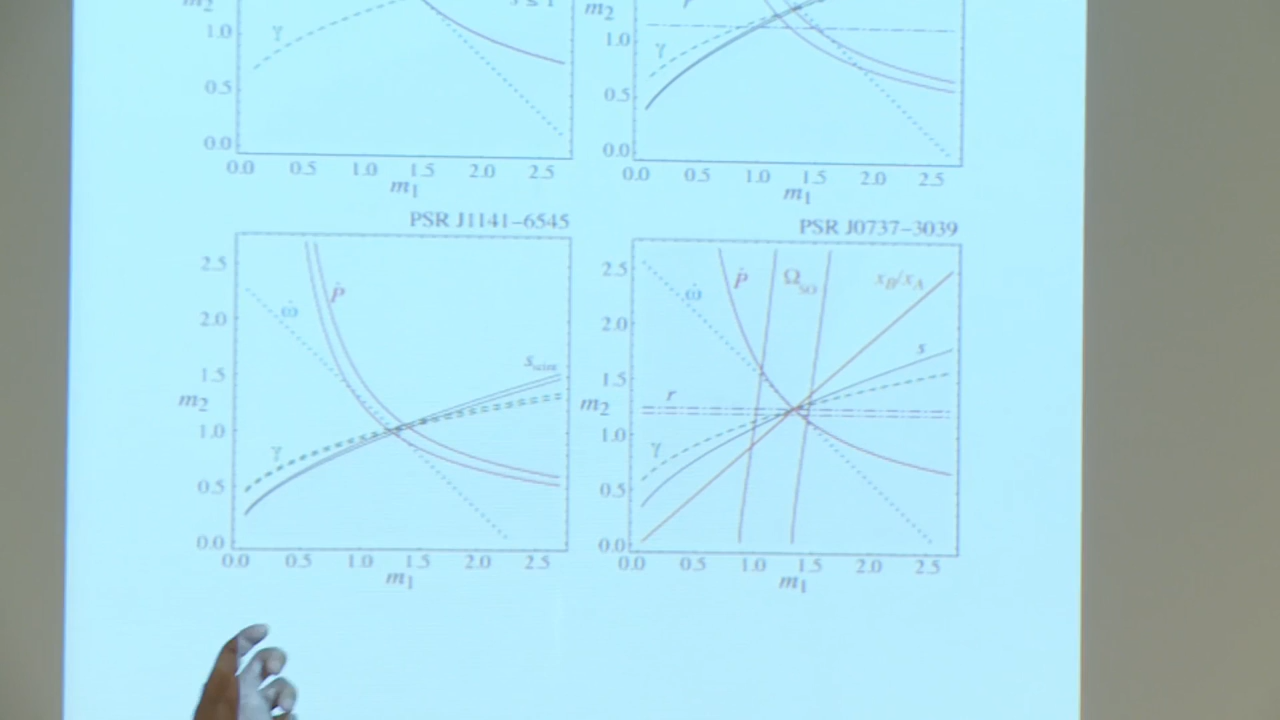 m2
s ≤ 1
1.0
γ
0.5
0.0
0.0 0.5 1.0 1.5 2.0 2.5
m1
m2
r
1.0
γ
0.5
0.0
0.0 0.5 1.0 1.5 2.0 2.5
m1
PSR J1141−6545
2.5
Ṗ
ω̇
2.0
s scint
1.5
m2
1.0
γ
0.5
0.0
0.0 0.5 1.0 1.5 2.0 2.5
m1
PSR J0737−3039
2.5
ω̇
Ṗ
ΩSO
xB/xA
2.0
s
1.5
r
m2
1.0
γ
0.5
0.0
0.0 0.5 1.0 1.5 2.0 2.5
m1